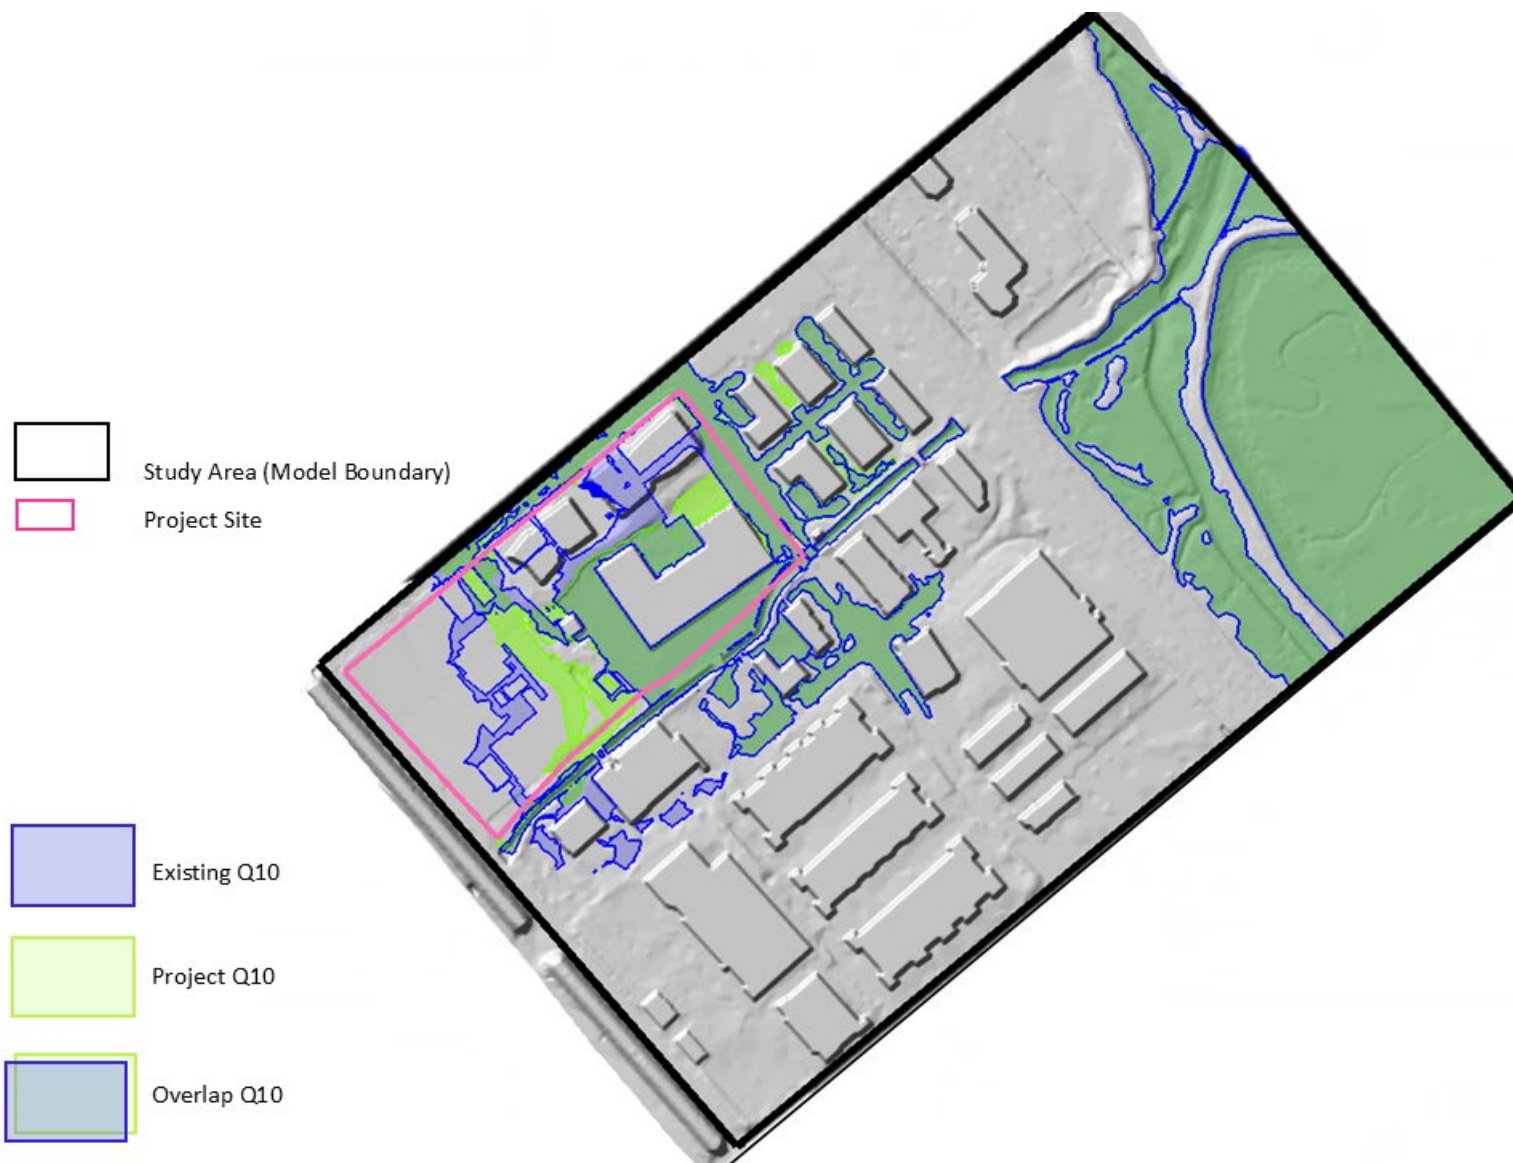 Study Area (Model Boundary)
Project Site
Existing Q10
Project Q10
Overlap Q10